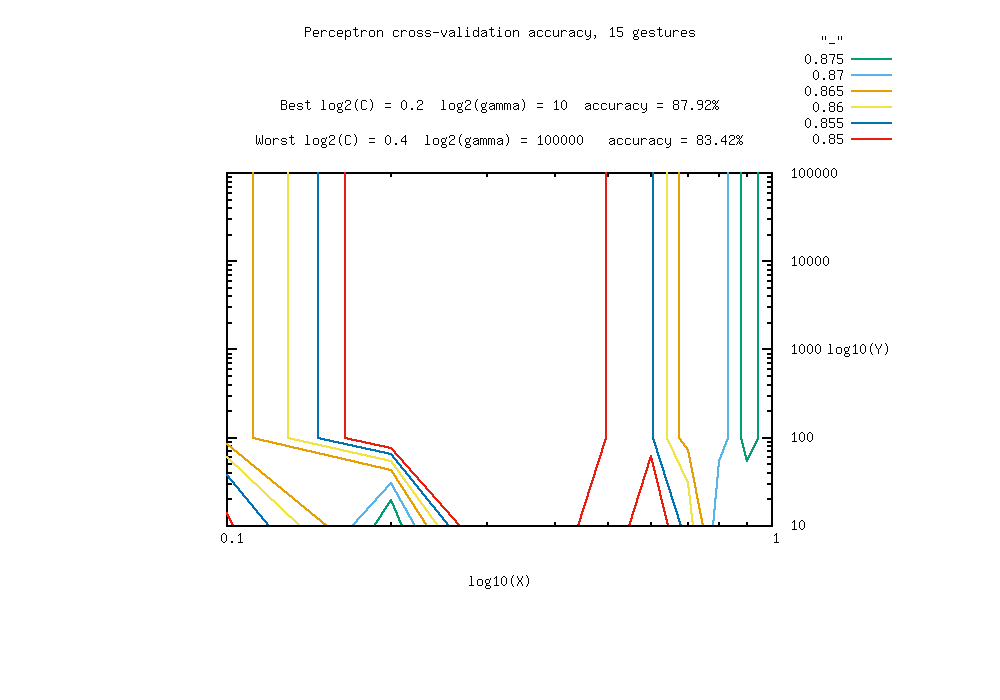 Perceptron cross-validation accuracy, 15 gestures
"_"
0.875
0.87
0.865
0.86
0.855
0.85
Best log2(C) = 0.2  log2(gamma) = 10  accuracy = 87.92%
Worst log2(C) = 0.4  log2(gamma) = 100000   accuracy = 83.42%
100000
10000
1000 log10(Y)
100
10
0.1 1
log10(X)